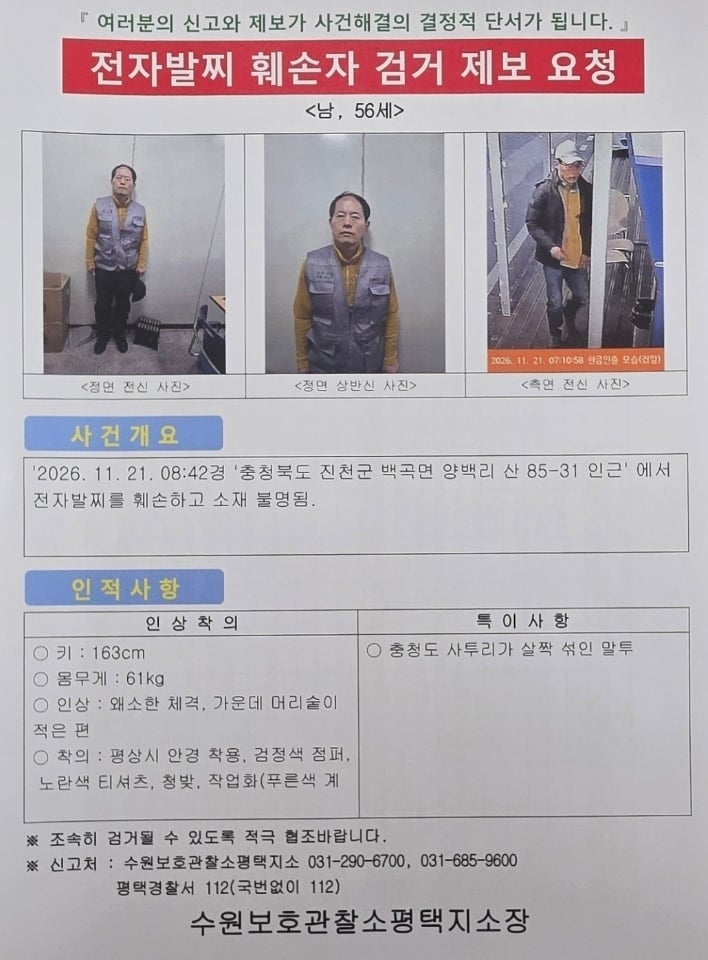 『 여러분의 신고와 제보가 사건해결의 결정적 단서가 됩니다. 』
전자발찌 훼손자 검거 제보 요청
<남, 56세>
2026. 11. 21. 07:10:58 현금인출 모습(집앞)
<정면 전신 사진>
<정면 상반신 사진>
<측면 전신 사진>
사건개요
'2026. 11. 21. 08:42경 '충청북도 진천군 백곡면 양백리 산 85-31 인근' 에서
전자발찌를 훼손하고 소재 불명됨.
인적사항
인상착의
특이사항
○ 키 : 163cm
○ 몸무게 : 61kg
○ 인상 : 왜소한 체격, 가운데 머리숱이
적은 편
○ 착의 : 평상시 안경 착용, 검정색 점퍼,
노란색 티셔츠, 청밪, 작업화(푸른색 계
○ 충청도 사투리가 살짝 섞인 말투
※ 조속히 검거될 수 있도록 적극 협조바랍니다.
※ 신고처 : 수원보호관찰소평택지소 031-290-6700, 031-685-9600
평택경찰서 112(국번없이 112)
수원보호관찰소평택지소장